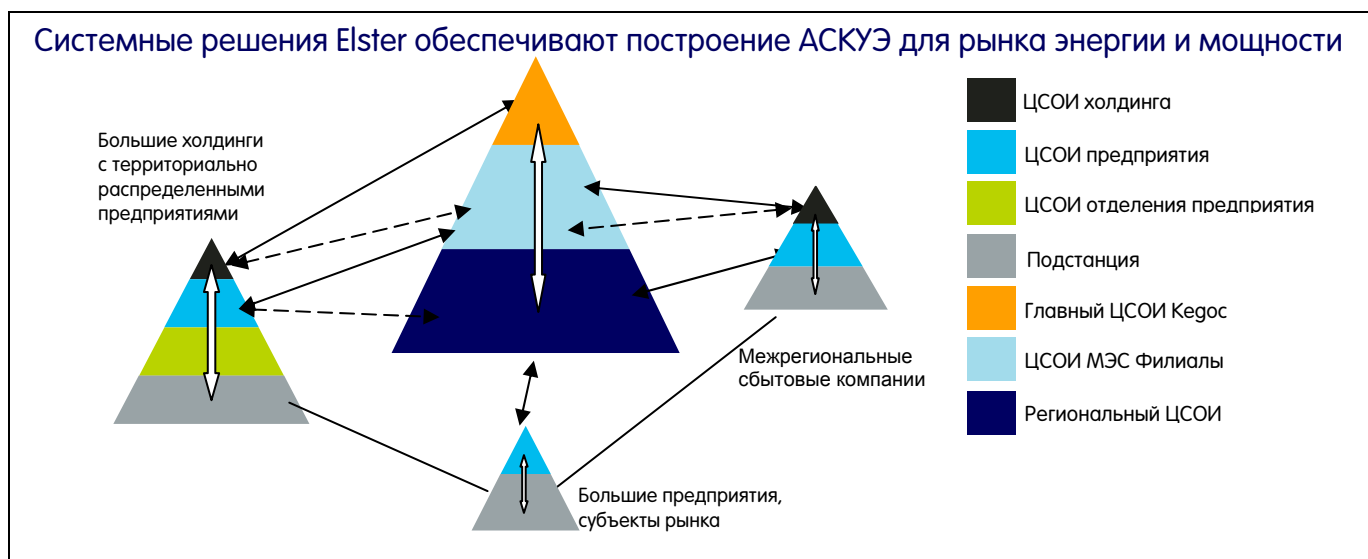 Системные решения Elster обеспечивают построение АСКУЭ для рынка энергии и мощности
Большие холдинги
с территориально
распределенными
предприятиями
Межрегиональные
сбытовые компании
Большие предприятия,
субъекты рынка
ЦСОИ холдинга
ЦСОИ предприятия
ЦСОИ отделения предприятия
Подстанция
Главный ЦСОИ Kegoc
ЦСОИ МЭС Филиалы
Региональный ЦСОИ